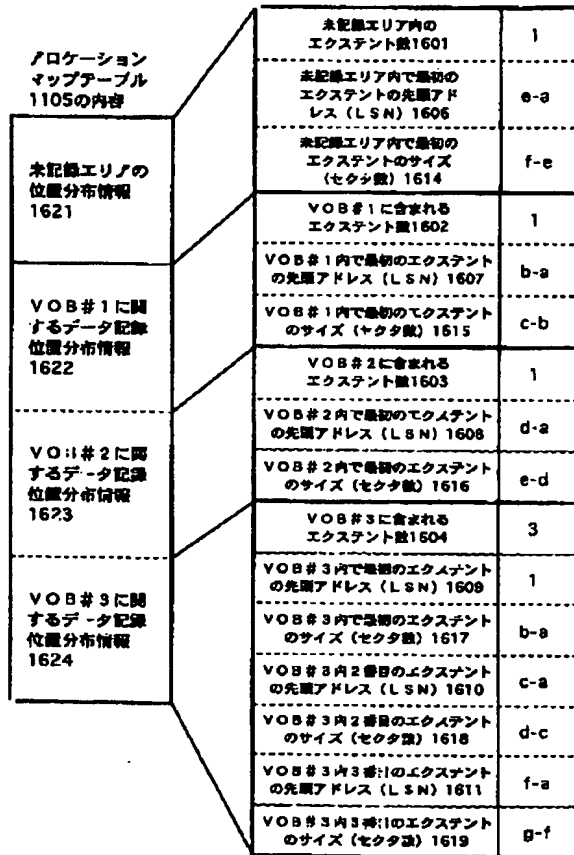 アロケーション
マップテーブル
1105の内容
未記録エリアの
位置分布情報
1621
VOB#1に関
するデータ記録
位置分布情報
1622
VOB#2に関
するデータ記録
位置分布情報
1623
VOB#3に関
するデータ記録
位置分布情報
1624
未記録エリア内の
エクステント数1601
1
未記録エリア内で最初の
エクステントの先頭アド
レス(LSN)1606
e-a
未記録エリア内で最初の
エクステントのサイズ
(セクタ数)1614
f-e
VOB#1に含まれる
エクステント数1602
1
VOB#1内で最初のエクステント
の先頭アドレス(LSN)1607
b-a
VOB#1内で最初のエクステント
のサイズ(セクタ数)1615
c-b
VOB#2に含まれる
エクステント数1603
1
VOB#2内で最初のエクステント
の先頭アドレス(LSN)1608
d-a
VOB#2内で最初のエクステント
のサイズ(セクタ数)1616
e-d
VOB#3に含まれる
エクステント数1604
3
VOB#3内で最初のエクステント
の先頭アドレス(LSN)1609
1
VOB#3内で最初のエクステント
のサイズ(セクタ数)1617
b-a
VOB#3内2番目のエクステント
の先頭アドレス(LSN)1610
c-a
VOB#3内2番目のエクステント
のサイズ(セクタ数)1618
d-c
VOB#3内3番目のエクステント
の先頭アドレス(LSN)1611
f-a
VOB#3内3番目のエクステント
のサイズ(セクタ数)1619
g-f